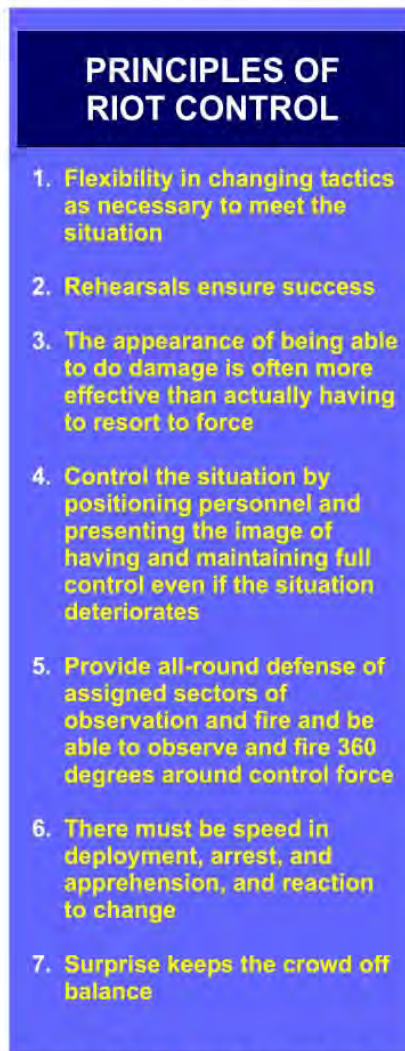 PRINCIPLES OF
RIOT CONTROL
1. Flexibility in changing tactics
as necessary to meet the
situation
2. Rehearsals ensure success
3. The appearance of being able
to do damage is often more
effective than actually having
to resort to force
4. Control the situation by
positioning personnel and
presenting the image of
having and maintaining full
control even if the situation
deteriorates
5. Provide all-round defense of
assigned sectors of
observation and fire and be
able to observe and fire 360
degrees around control force
6. There must be speed in
deployment, arrest, and
apprehension, and reaction
to change
7. Surprise keeps the crowd off
balance